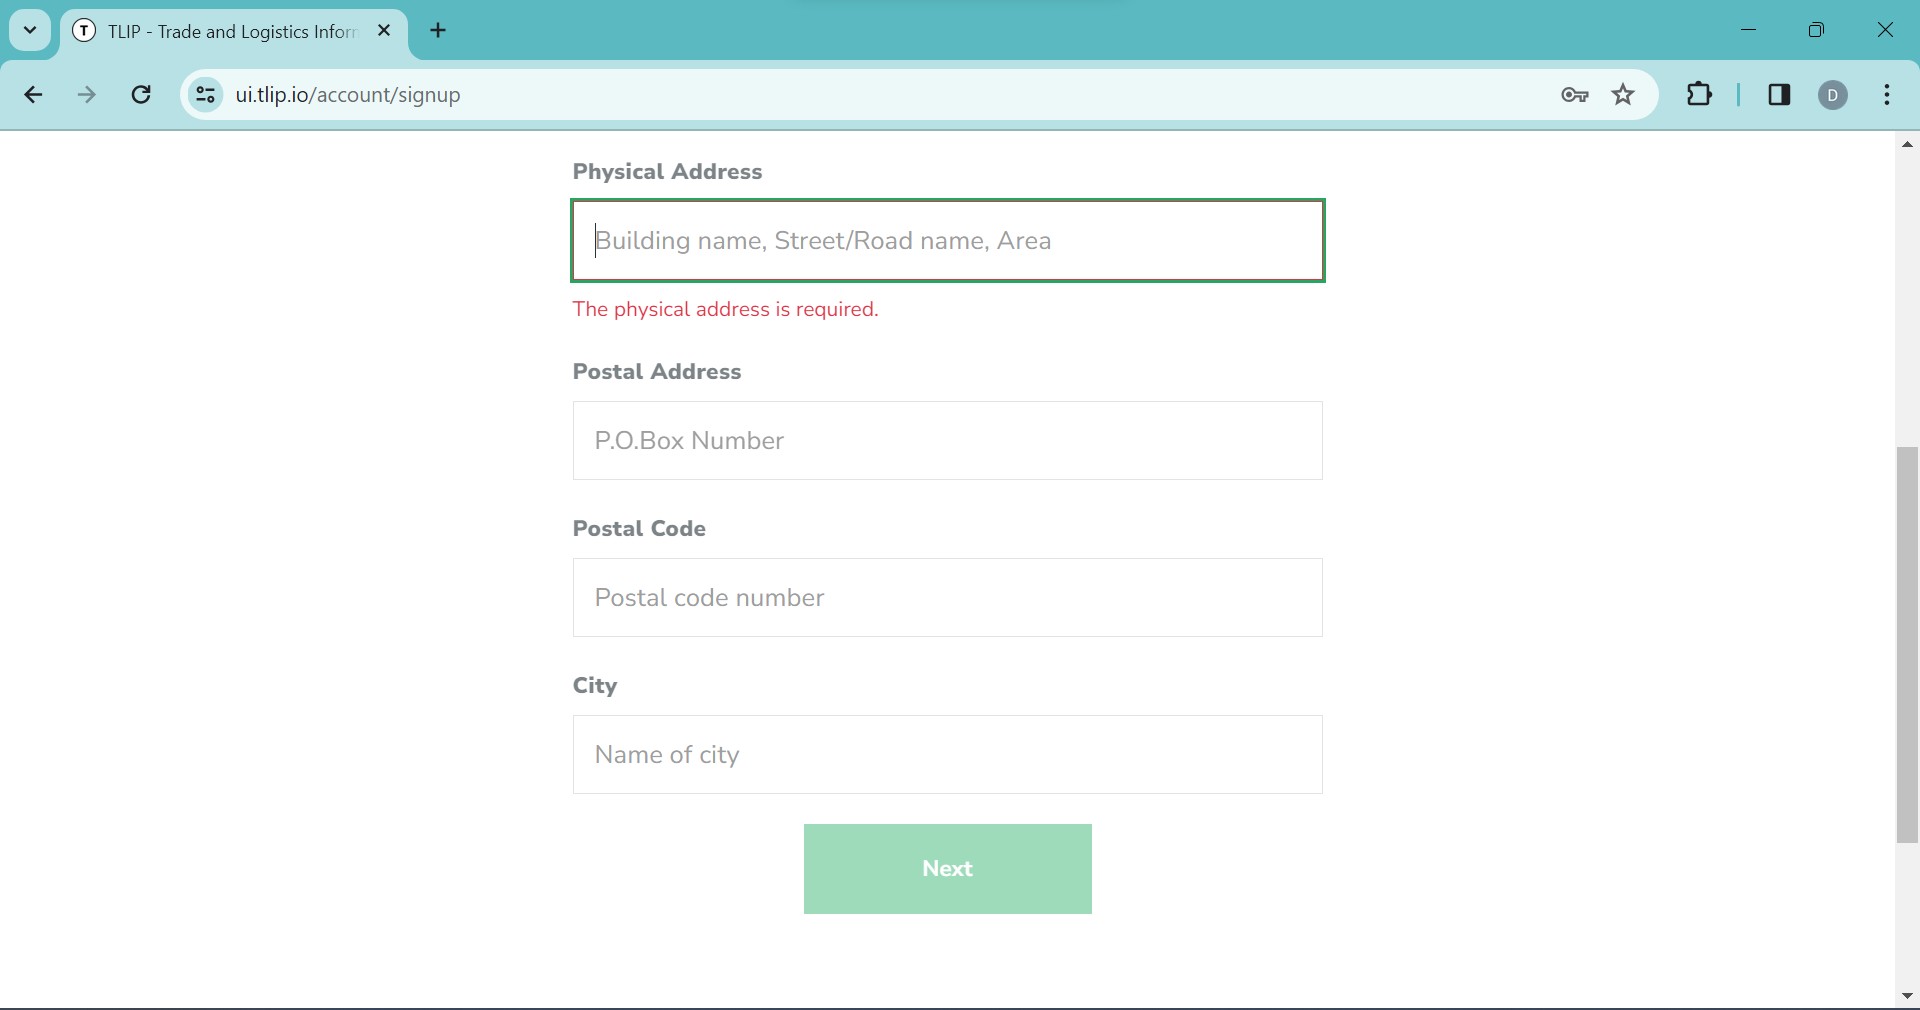 TLIP - Trade and Logistics Inforr
ui.tlip.io/account/signup
D
Physical Address
Building name, Street/Road name, Area
The physical address is required.
Postal Address
P.O.Box Number
Postal Code
Postal code number
City
Name of city
Next